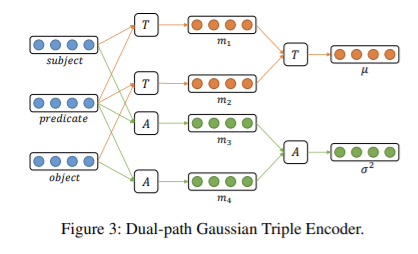 T
m₁
subject
T
μ
T
m₂
predicate
A
m₃
A
object
A
σ²
m₄
Figure 3: Dual-path Gaussian Triple Encoder.